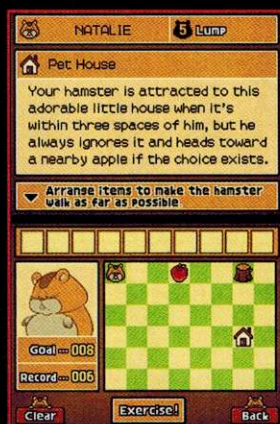 NATALIE
5 Lump
Pet House
Your hamster is attracted to this
adorable little house when it's
within three spaces of him, but he
always ignores it and heads toward
a nearby apple if the choice exists.
Arrange items to make the hamster
walk as far as possible
Goal --- 008
Record --- 006
Clear
Exercise!
Back